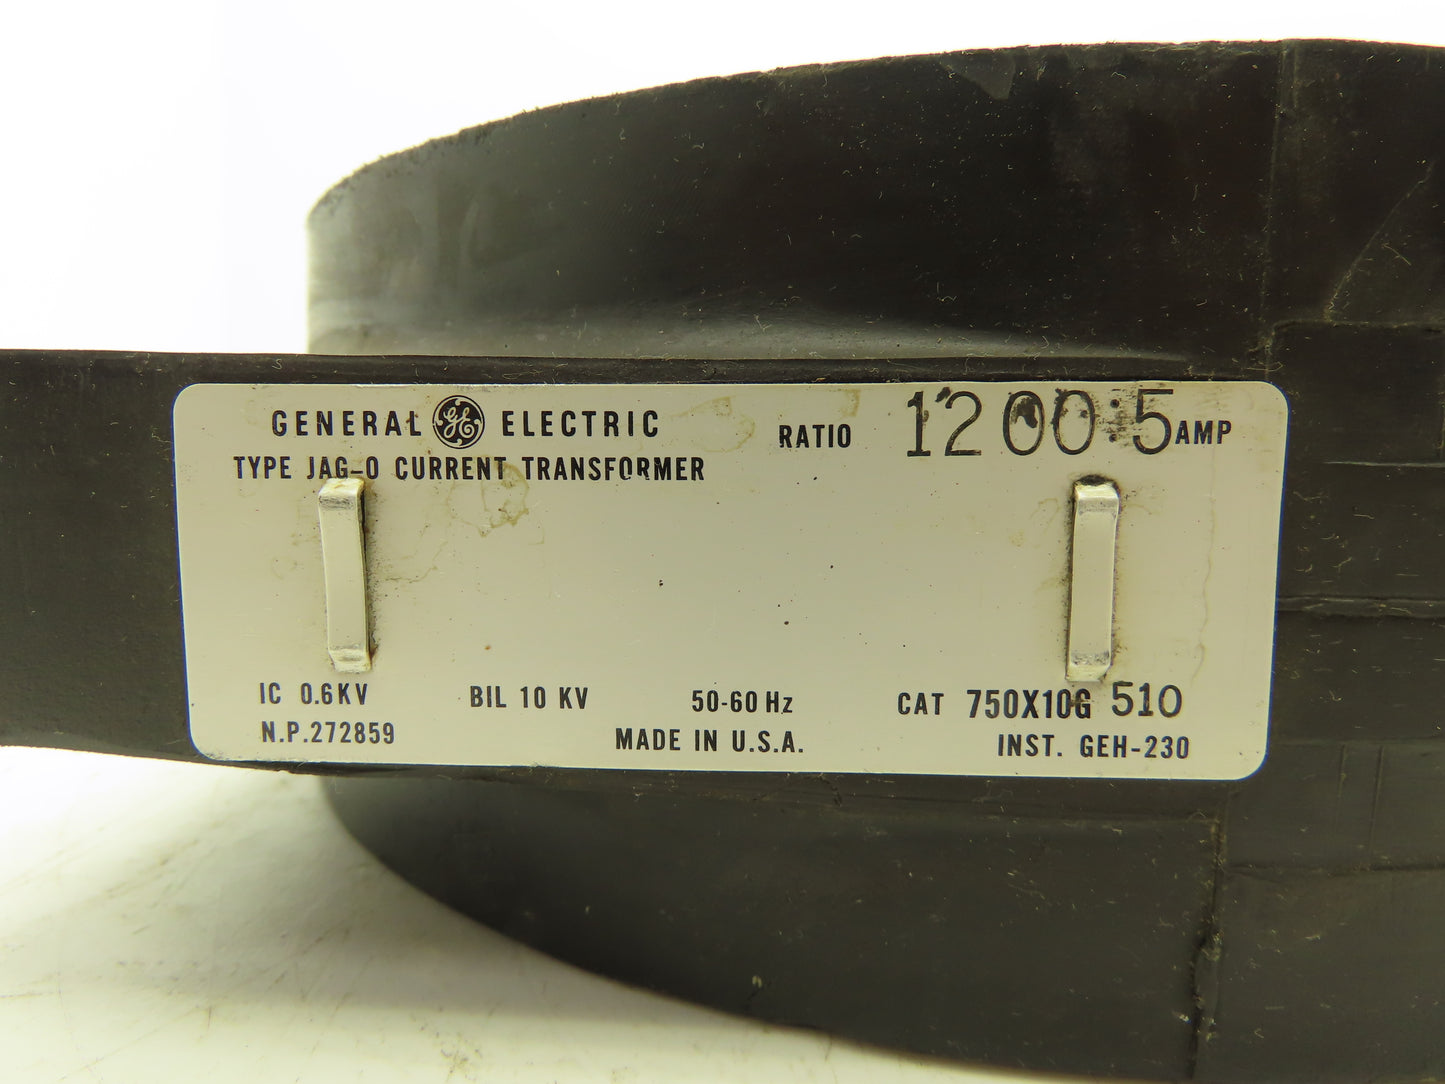 GENERAL GE ELECTRIC RATIO 1200:5 AMP
TYPE JAG-0 CURRENT TRANSFORMER
IC 0.6KV BIL 10 KV 50-60 Hz CAT 750X10G 510
N.P.272859 MADE IN U.S.A. INST. GEH-230